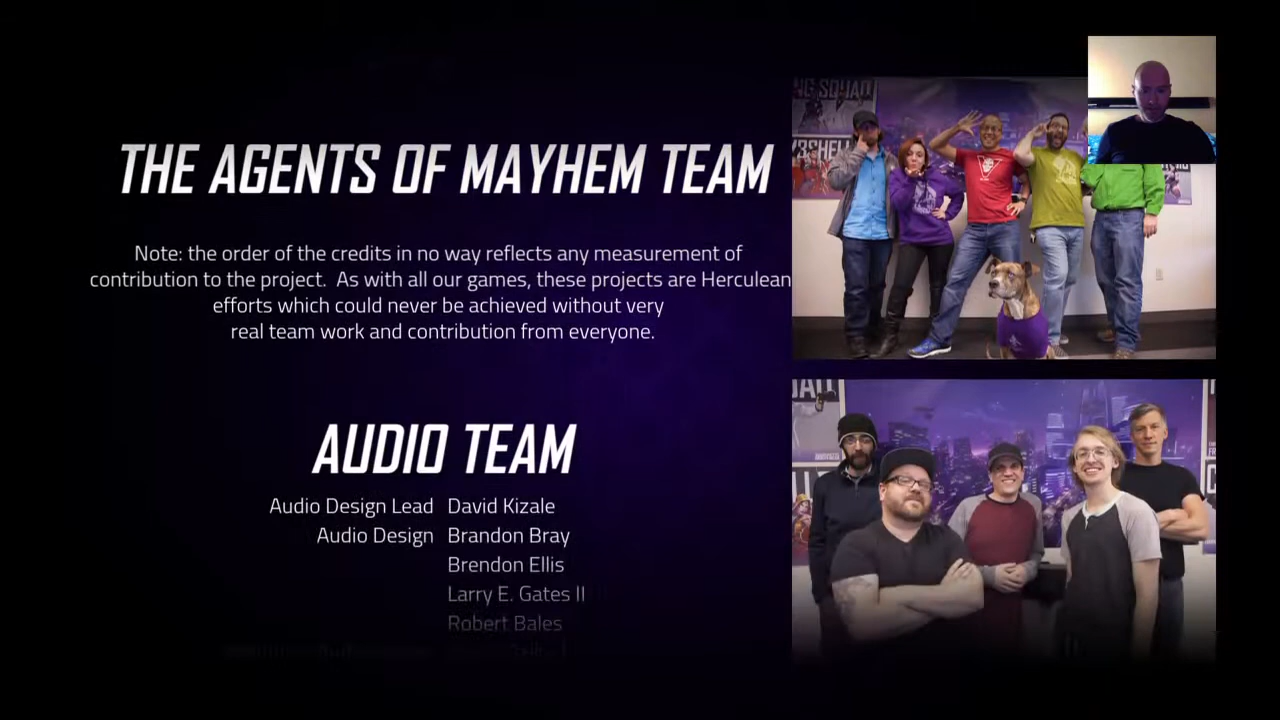 THE AGENTS OF MAYHEM TEAM
Note: the order of the credits in no way reflects any measurement of
contribution to the project. As with all our games, these projects are Herculean
efforts which could never be achieved without very
real team work and contribution from everyone.
AUDIO TEAM
Audio Design Lead David Kizale
Audio Design Brandon Bray
Brendon Ellis
Larry E. Gates II
Robert Bales